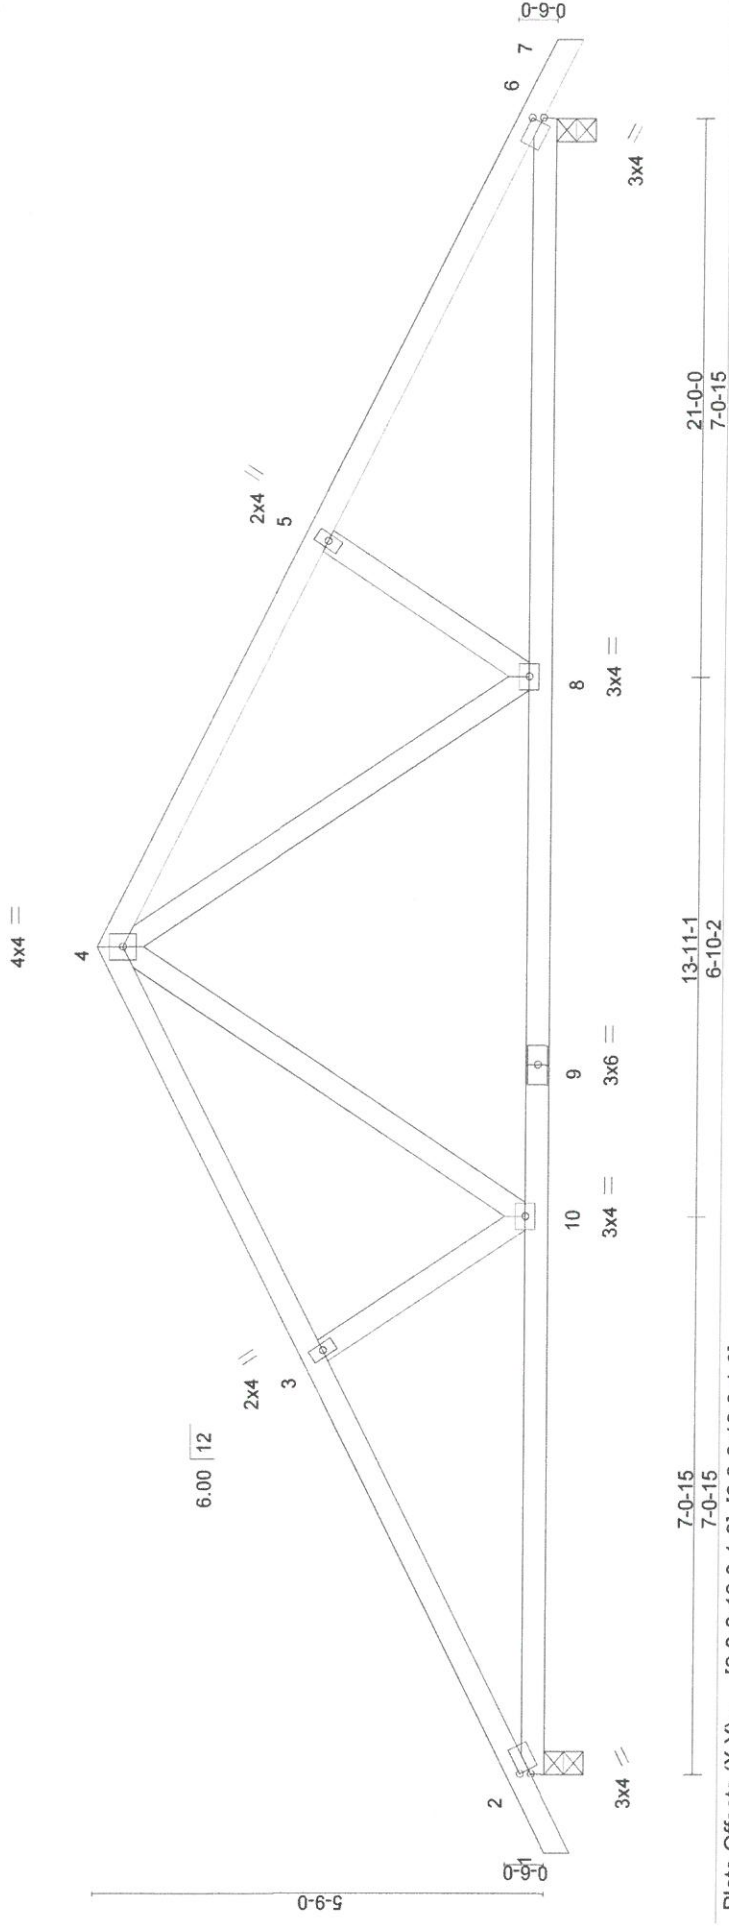 4x4 =
4
6.00 12
2x4 //
3
2x4 \\
5
5-9-0
0-6-0
1
2
3x4 //
10
3x4 =
9
3x6 =
8
3x4 =
6
7
0-6-0
3x4 \\
7-0-15
13-11-1
21-0-0
7-0-15
6-10-2
7-0-15
Plate Offsets (X,Y)